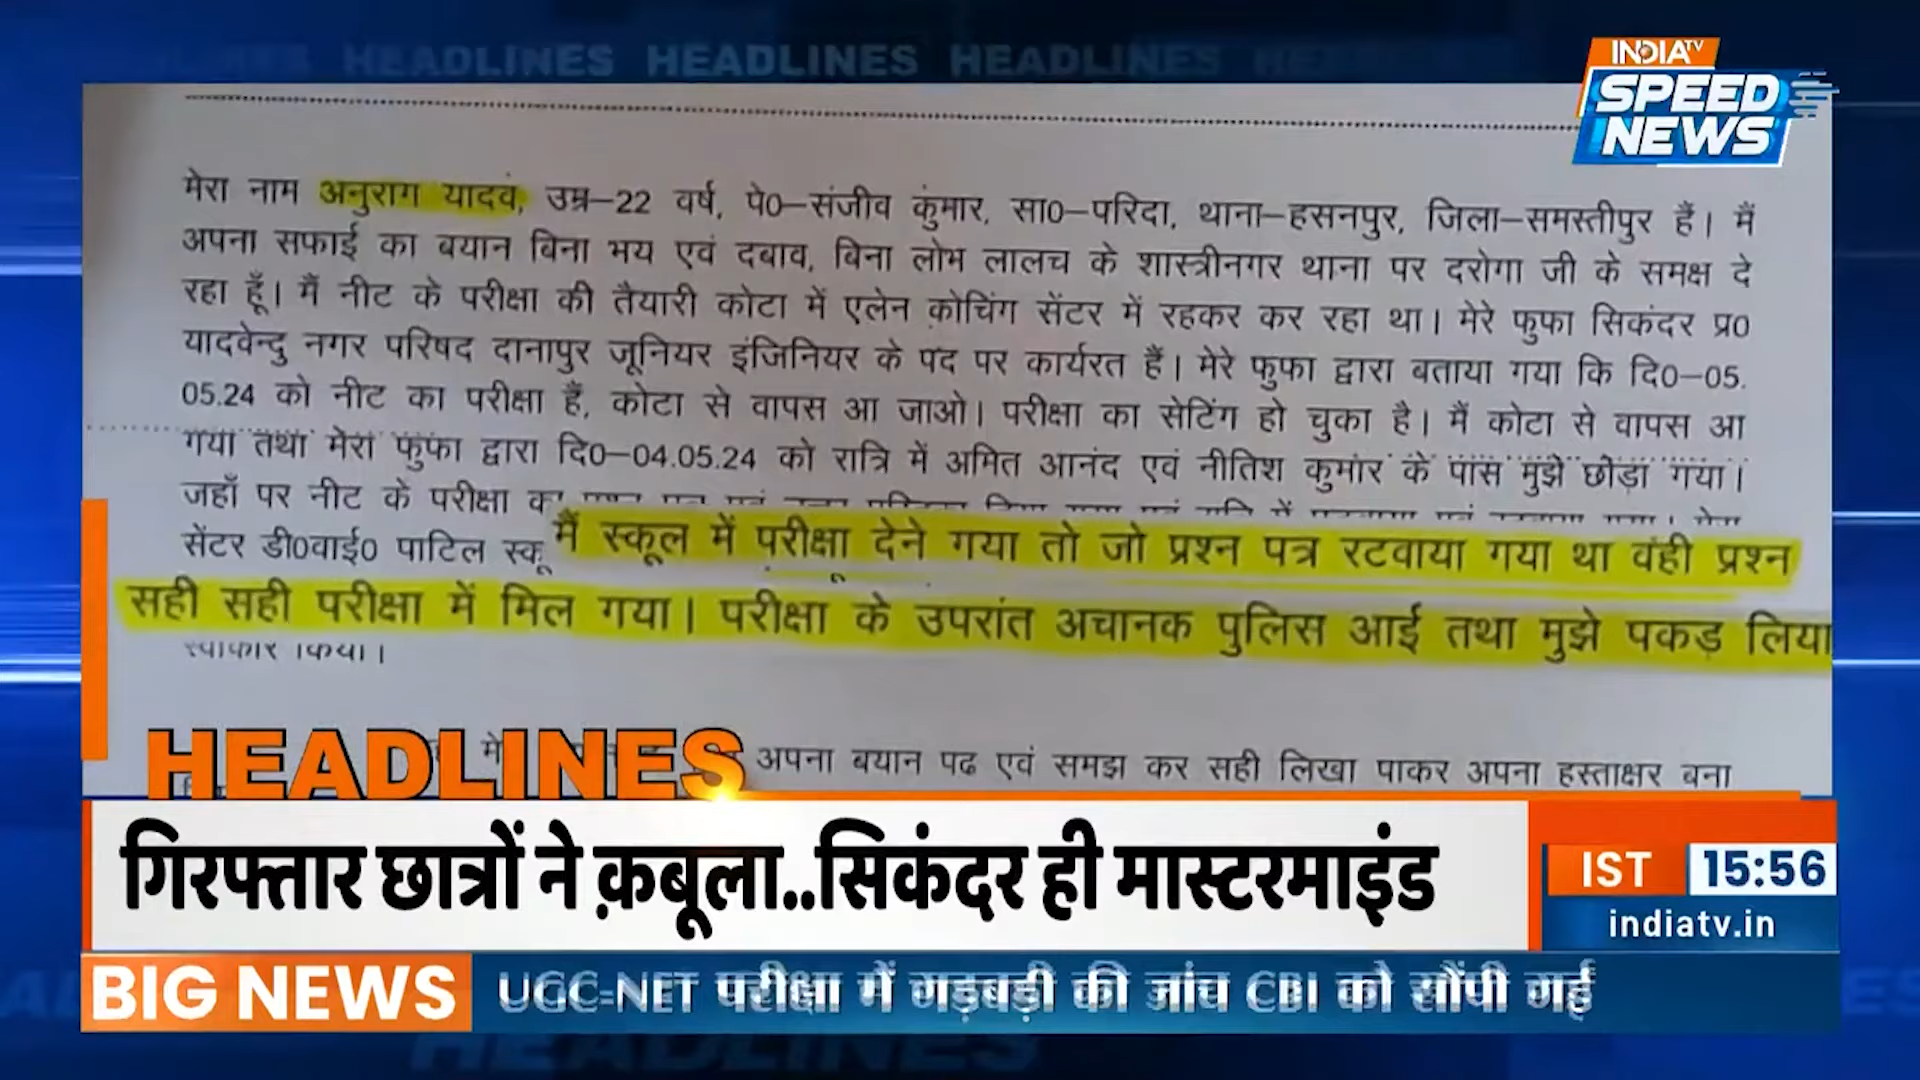 HEADLINES HEADLINES HEADLINES HEADLINES
INDIA TV
SPEED
NEWS
मेरा नाम अनुराग यादव, उम्र–22 वर्ष, पे0–संजीव कुमार, सा0–परिदा, थाना–हसनपुर, जिला–समस्तीपुर हैं। मैं
अपना सफाई का बयान बिना भय एवं दबाव, बिना लोभ लालच के शास्त्रीनगर थाना पर दरोगा जी के समक्ष दे
रहा हूँ। मैं नीट के परीक्षा की तैयारी कोटा में एलेन कोचिंग सेंटर में रहकर कर रहा था। मेरे फुफा सिकंदर प्र0
यादवेन्दु नगर परिषद दानापुर जूनियर इंजिनियर के पद पर कार्यरत हैं। मेरे फुफा द्वारा बताया गया कि दि0–05.
05.24 को नीट का परीक्षा हैं, कोटा से वापस आ जाओ। परीक्षा का सेटिंग हो चुका है। मैं कोटा से वापस आ
गया तथा मेरा फुफा द्वारा दि0–04.05.24 को रात्रि में अमित आनंद एवं नीतिश कुमार के पास मुझे छोड़ा गया।
जहाँ पर नीट के परीक्षा
सेंटर डी0वाई0 पाटिल स्कू
मैं स्कूल में परीक्षा देने गया तो जो प्रश्न पत्र रटवाया गया था वही प्रश्न
सही सही परीक्षा में मिल गया। परीक्षा के उपरांत अचानक पुलिस आई तथा मुझे पकड़ लिया
अपना बयान पढ एवं समझ कर सही लिखा पाकर अपना हस्ताक्षर बना
HEADLINES
गिरफ्तार छात्रों ने क़बूला..सिकंदर ही मास्टरमाइंड
IST 15:56
indiatv.in
BIG NEWS UGC-NET परीक्षा में गड़बड़ी की जांच CBI को सौंपी गई
HEADLINES